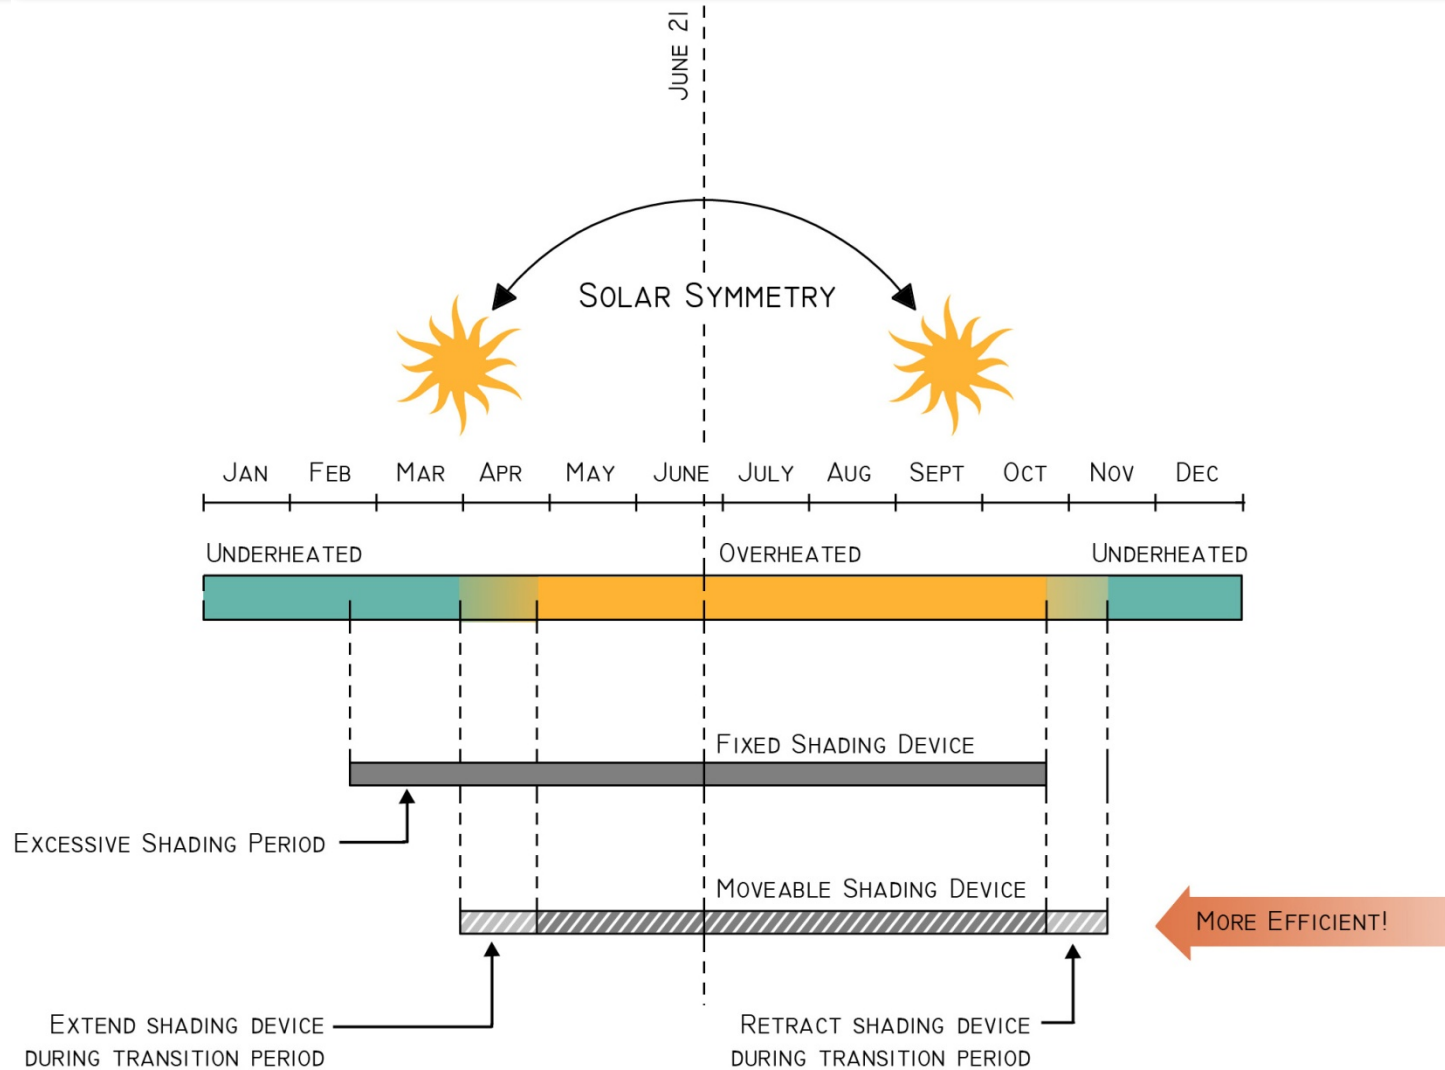 JUNE 21
SOLAR SYMMETRY
JAN FEB MAR APR MAY JUNE JULY AUG SEPT OCT NOV DEC
UNDERHEATED OVERHEATED UNDERHEATED
FIXED SHADING DEVICE
EXCESSIVE SHADING PERIOD
MOVEABLE SHADING DEVICE
MORE EFFICIENT!
EXTEND SHADING DEVICE
DURING TRANSITION PERIOD
RETRACT SHADING DEVICE
DURING TRANSITION PERIOD